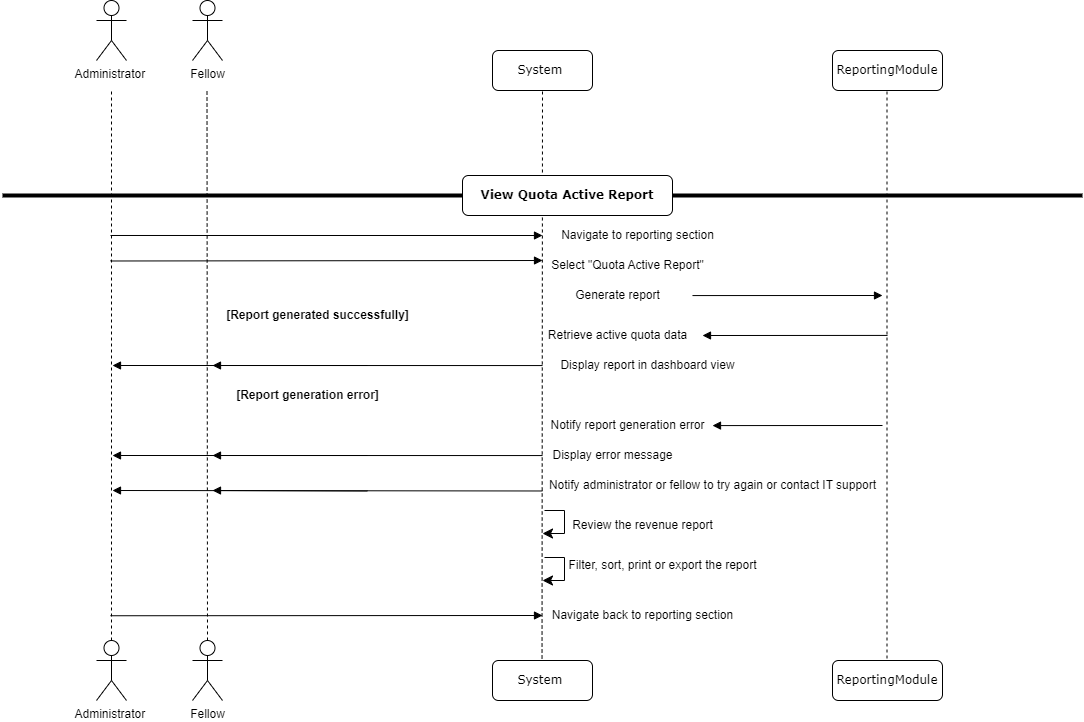 Administrator
Fellow
System
ReportingModule
View Quota Active Report
Navigate to reporting section
Select "Quota Active Report"
Generate report
[Report generated successfully]
Retrieve active quota data
Display report in dashboard view
[Report generation error]
Notify report generation error
Display error message
Notify administrator or fellow to try again or contact IT support
Review the revenue report
Filter, sort, print or export the report
Navigate back to reporting section
System
ReportingModule
Administrator
Fellow